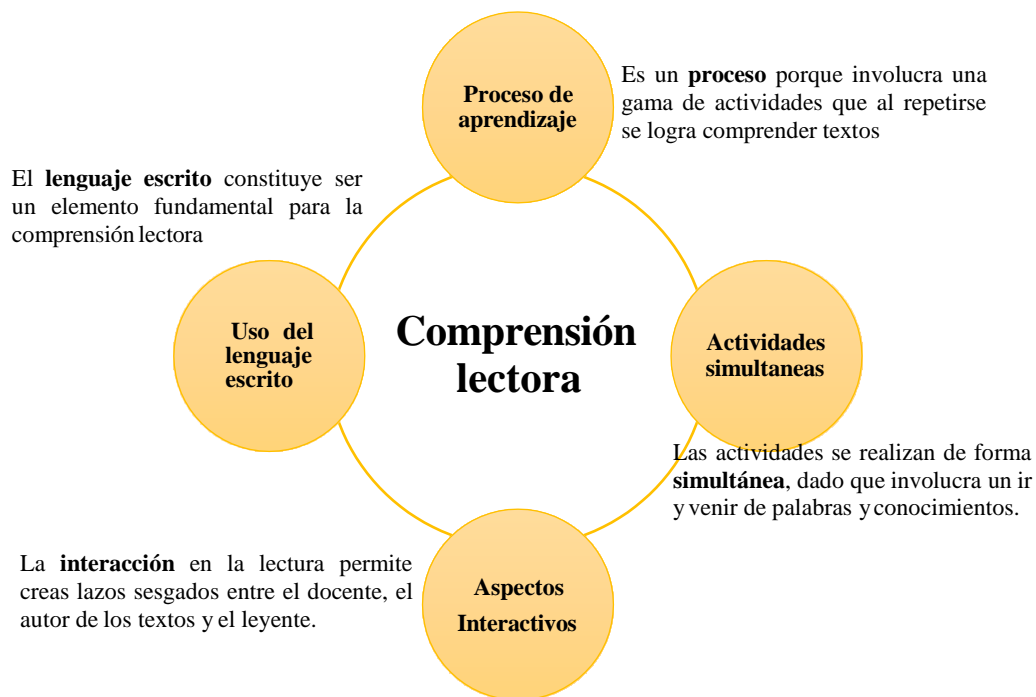 Proceso de
aprendizaje
Es un proceso porque involucra una
gama de actividades que al repetirse
se logra comprender textos
El lenguaje escrito constituye ser
un elemento fundamental para la
comprensión lectora
Uso del
lenguaje
escrito
Comprensión
lectora
Actividades
simultaneas
Las actividades se realizan de forma
simultánea, dado que involucra un ir
y venir de palabras y conocimientos.
La interacción en la lectura permite
creas lazos sesgados entre el docente, el
autor de los textos y el leyente.
Aspectos
Interactivos